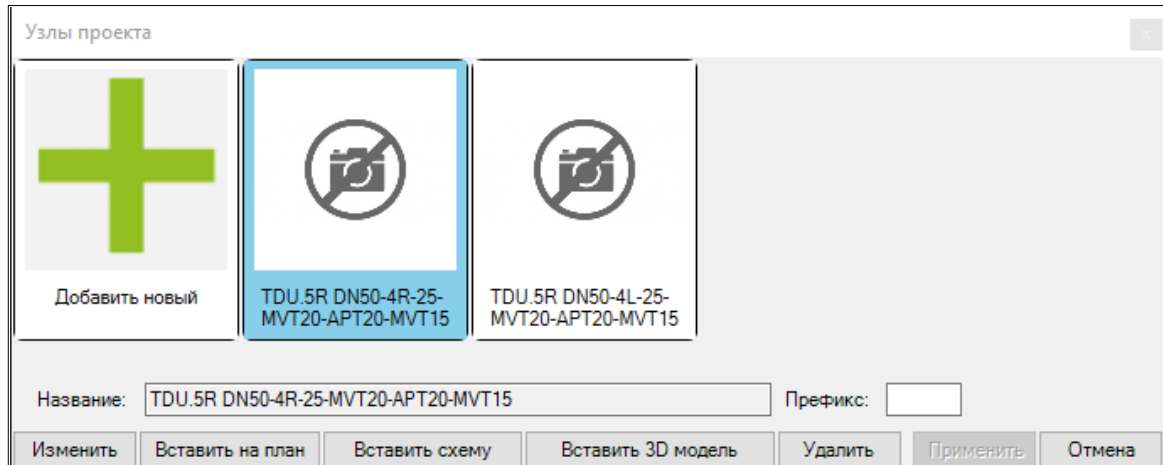 Узлы проекта
x
Добавить новый
TDU.5R DN50-4R-25-
MVT20-APT20-MVT15
TDU.5R DN50-4L-25-
MVT20-APT20-MVT15
Название: TDU.5R DN50-4R-25-MVT20-APT20-MVT15 Префикс:
Изменить Вставить на план Вставить схему Вставить 3D модель Удалить Применить Отмена